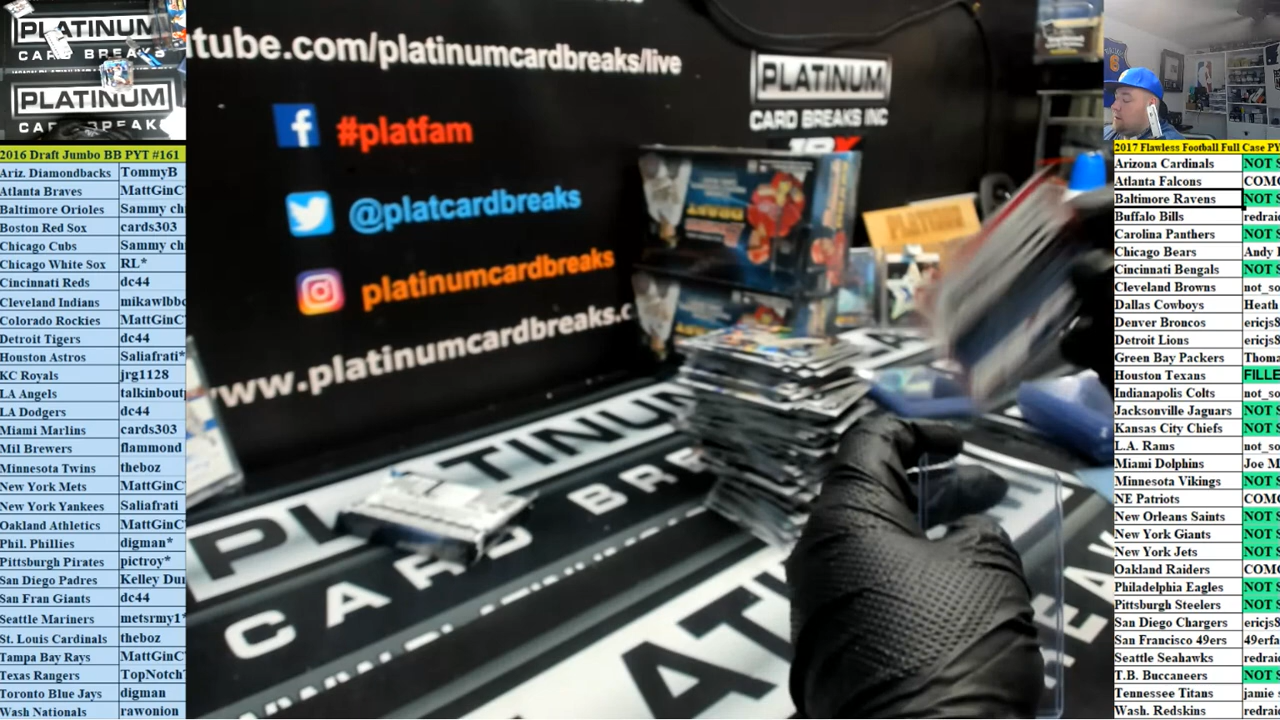 PLATINUM
CARD BREAKS
PLATINUM
CARD BREAK
2016 Draft Jumbo BB PYT #161
Ariz. Diamondbacks TommyB
Atlanta Braves MattGinC
Baltimore Orioles Sammy ch
Boston Red Sox cards303
Chicago Cubs Sammy ch
Chicago White Sox RL*
Cincinnati Reds dc44
Cleveland Indians mikawlbbc
Colorado Rockies MattGinC
Detroit Tigers dc44
Houston Astros Saliafrati*
KC Royals jrg1128
LA Angels talkinbout
LA Dodgers dc44
Miami Marlins cards303
Mil Brewers flammond
Minnesota Twins theboz
New York Mets MattGinC
New York Yankees Saliafrati
Oakland Athletics MattGinC
Phil. Phillies digman*
Pittsburgh Pirates pictroy*
San Diego Padres Kelley Dun
San Fran Giants dc44
Seattle Mariners metsrmy1*
St. Louis Cardinals theboz
Tampa Bay Rays MattGinC
Texas Rangers TopNotch
Toronto Blue Jays digman
Wash Nationals rawonion
tube.com/platinumcardbreaks/live
#platfam
@platcardbreaks
platinumcardbreaks
www.platinumcardbreaks.c
PLATINUM
CARD BREAKS INC
PLATINUM
CARD BRE
2017 Flawless Football Full Case PY
Arizona Cardinals NOT S
Atlanta Falcons COMC
Baltimore Ravens NOT S
Buffalo Bills redraid
Carolina Panthers NOT S
Chicago Bears Andy
Cincinnati Bengals NOT S
Cleveland Browns not_so
Dallas Cowboys Heath
Denver Broncos ericjs8
Detroit Lions ericjs8
Green Bay Packers Thoma
Houston Texans FILLE
Indianapolis Colts not_so
Jacksonville Jaguars NOT S
Kansas City Chiefs NOT S
L.A. Rams not_so
Miami Dolphins Joe M
Minnesota Vikings NOT S
NE Patriots COMC
New Orleans Saints NOT S
New York Giants NOT S
New York Jets NOT S
Oakland Raiders COMC
Philadelphia Eagles NOT S
Pittsburgh Steelers NOT S
San Diego Chargers ericjs8
San Francisco 49ers 49erfa
Seattle Seahawks redraid
T.B. Buccaneers NOT S
Tennessee Titans jamie s
Wash. Redskins redraid